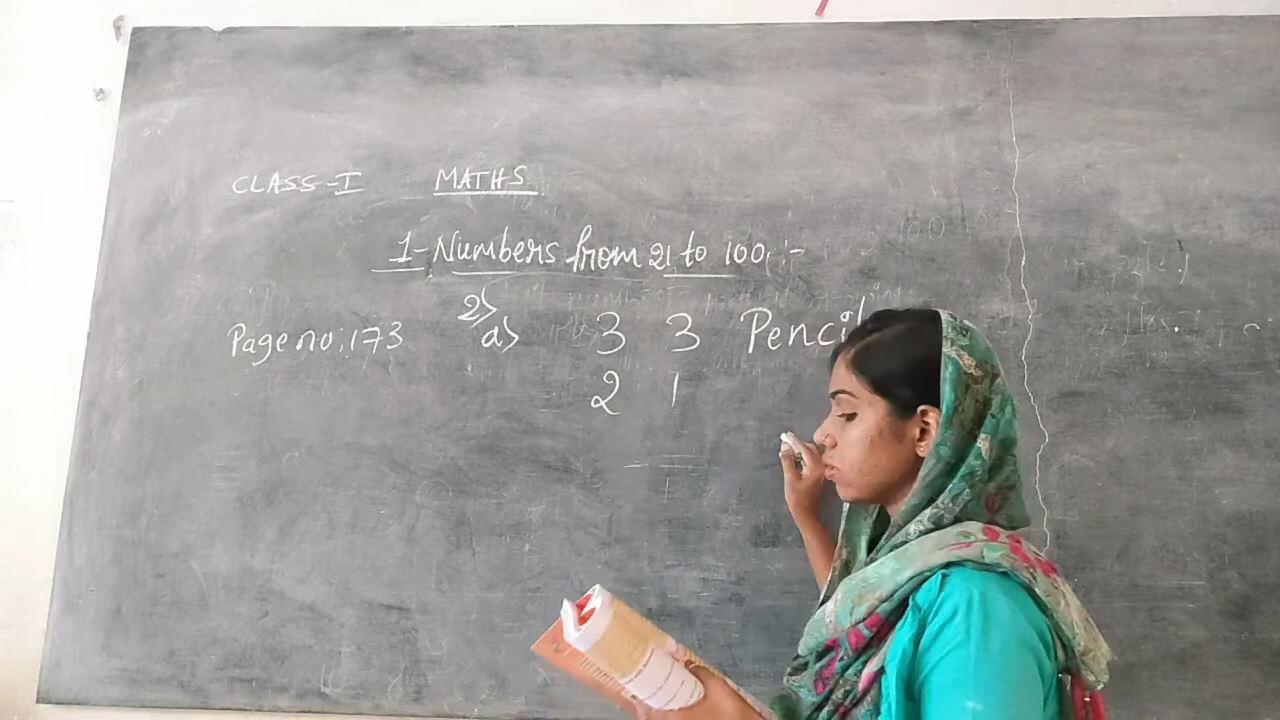 CLASS-I MATHS
1-Numbers from 21 to 100:-
2>
Page no:173 a> 3 3 Pencil
2 1